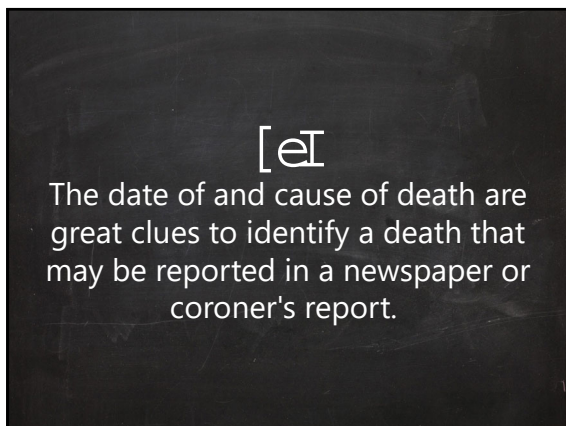 [eI
The date of and cause of death are
great clues to identify a death that
may be reported in a newspaper or
coroner's report.